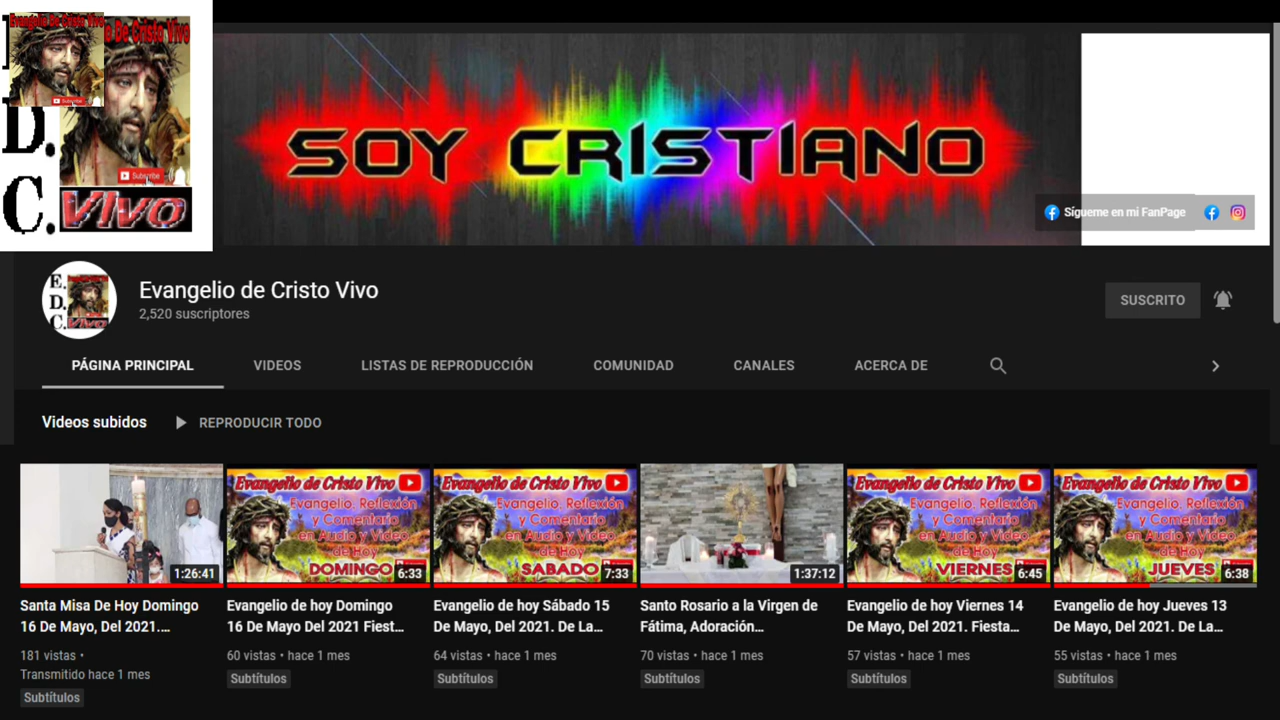 Evangelio De Cristo Vivo
e De Cristo Vivo
Subscribe
D.
Subscribe
C. Vivo
SOY CRISTIANO
Sígueme en mi FanPage
E.
D.
C. Vivo
Evangelio de Cristo Vivo
2,520 suscriptores
SUSCRITO
PÁGINA PRINCIPAL VIDEOS LISTAS DE REPRODUCCIÓN COMUNIDAD CANALES ACERCA DE
Videos subidos REPRODUCIR TODO
1:26:41
Evangelio de Cristo Vivo
Evangelio, Reflexión
y Comentario
en Audio y Video
de Hoy
DOMINGO 6:33
Evangelio de Cristo Vivo
Evangelio, Reflexión
y Comentario
en Audio y Video
de Hoy
SABADO 7:33
1:37:12
Evangelio de Cristo Vivo
Evangelio, Reflexión
y Comentario
en Audio y Video
de Hoy
VIERNES 6:45
Evangelio de Cristo Vivo
Evangelio, Reflexión
y Comentario
en Audio y Video
de Hoy
JUEVES 6:38
Santa Misa De Hoy Domingo
16 De Mayo, Del 2021....
181 vistas •
Transmitido hace 1 mes
Subtítulos
Evangelio de hoy Domingo
16 De Mayo Del 2021 Fiest...
60 vistas • hace 1 mes
Subtítulos
Evangelio de hoy Sábado 15
De Mayo, Del 2021. De La...
64 vistas • hace 1 mes
Subtítulos
Santo Rosario a la Virgen de
Fátima, Adoración...
70 vistas • hace 1 mes
Subtítulos
Evangelio de hoy Viernes 14
De Mayo, Del 2021. Fiesta...
57 vistas • hace 1 mes
Subtítulos
Evangelio de hoy Jueves 13
De Mayo, Del 2021. De La...
55 vistas • hace 1 mes
Subtítulos